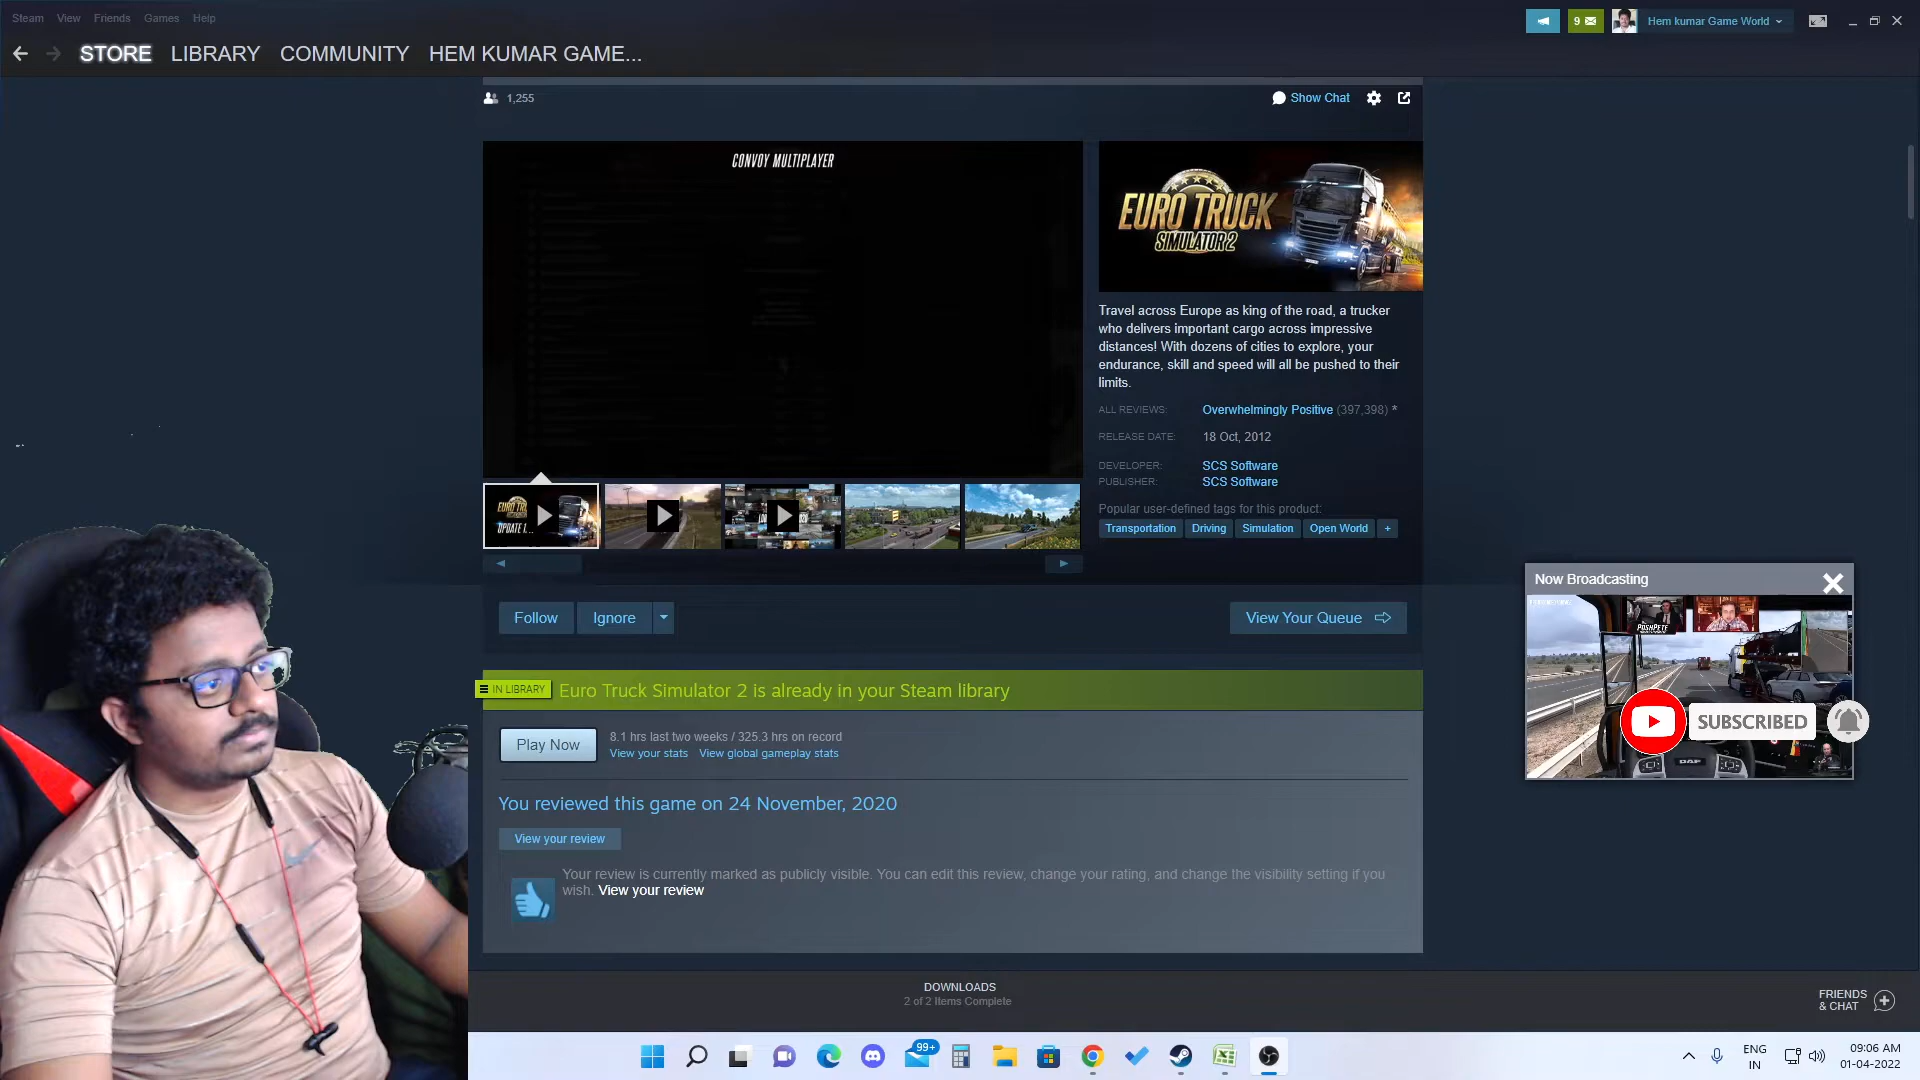 Steam View Friends Games Help
9 Hem kumar Game World
STORE LIBRARY COMMUNITY HEM KUMAR GAME...
1,255
Show Chat
CONVOY MULTIPLAYER
EURO TRUCK
SIMULATOR 2
Travel across Europe as king of the road, a trucker
who delivers important cargo across impressive
distances! With dozens of cities to explore, your
endurance, skill and speed will all be pushed to their
limits.
ALL REVIEWS: Overwhelmingly Positive (397,398) *
RELEASE DATE: 18 Oct, 2012
DEVELOPER: SCS Software
PUBLISHER: SCS Software
Popular user-defined tags for this product:
Transportation Driving Simulation Open World +
UPDATE 1...
Follow Ignore
View Your Queue
Now Broadcasting
POSHPETE
DAF
SUBSCRIBED
IN LIBRARY
Euro Truck Simulator 2 is already in your Steam library
Play Now
8.1 hrs last two weeks / 325.3 hrs on record
View your stats View global gameplay stats
You reviewed this game on 24 November, 2020
View your review
Your review is currently marked as publicly visible. You can edit this review, change your rating, and change the visibility setting if you
wish. View your review
DOWNLOADS
2 of 2 Items Complete
FRIENDS
& CHAT
99+
ENG
IN
09:06 AM
01-04-2022